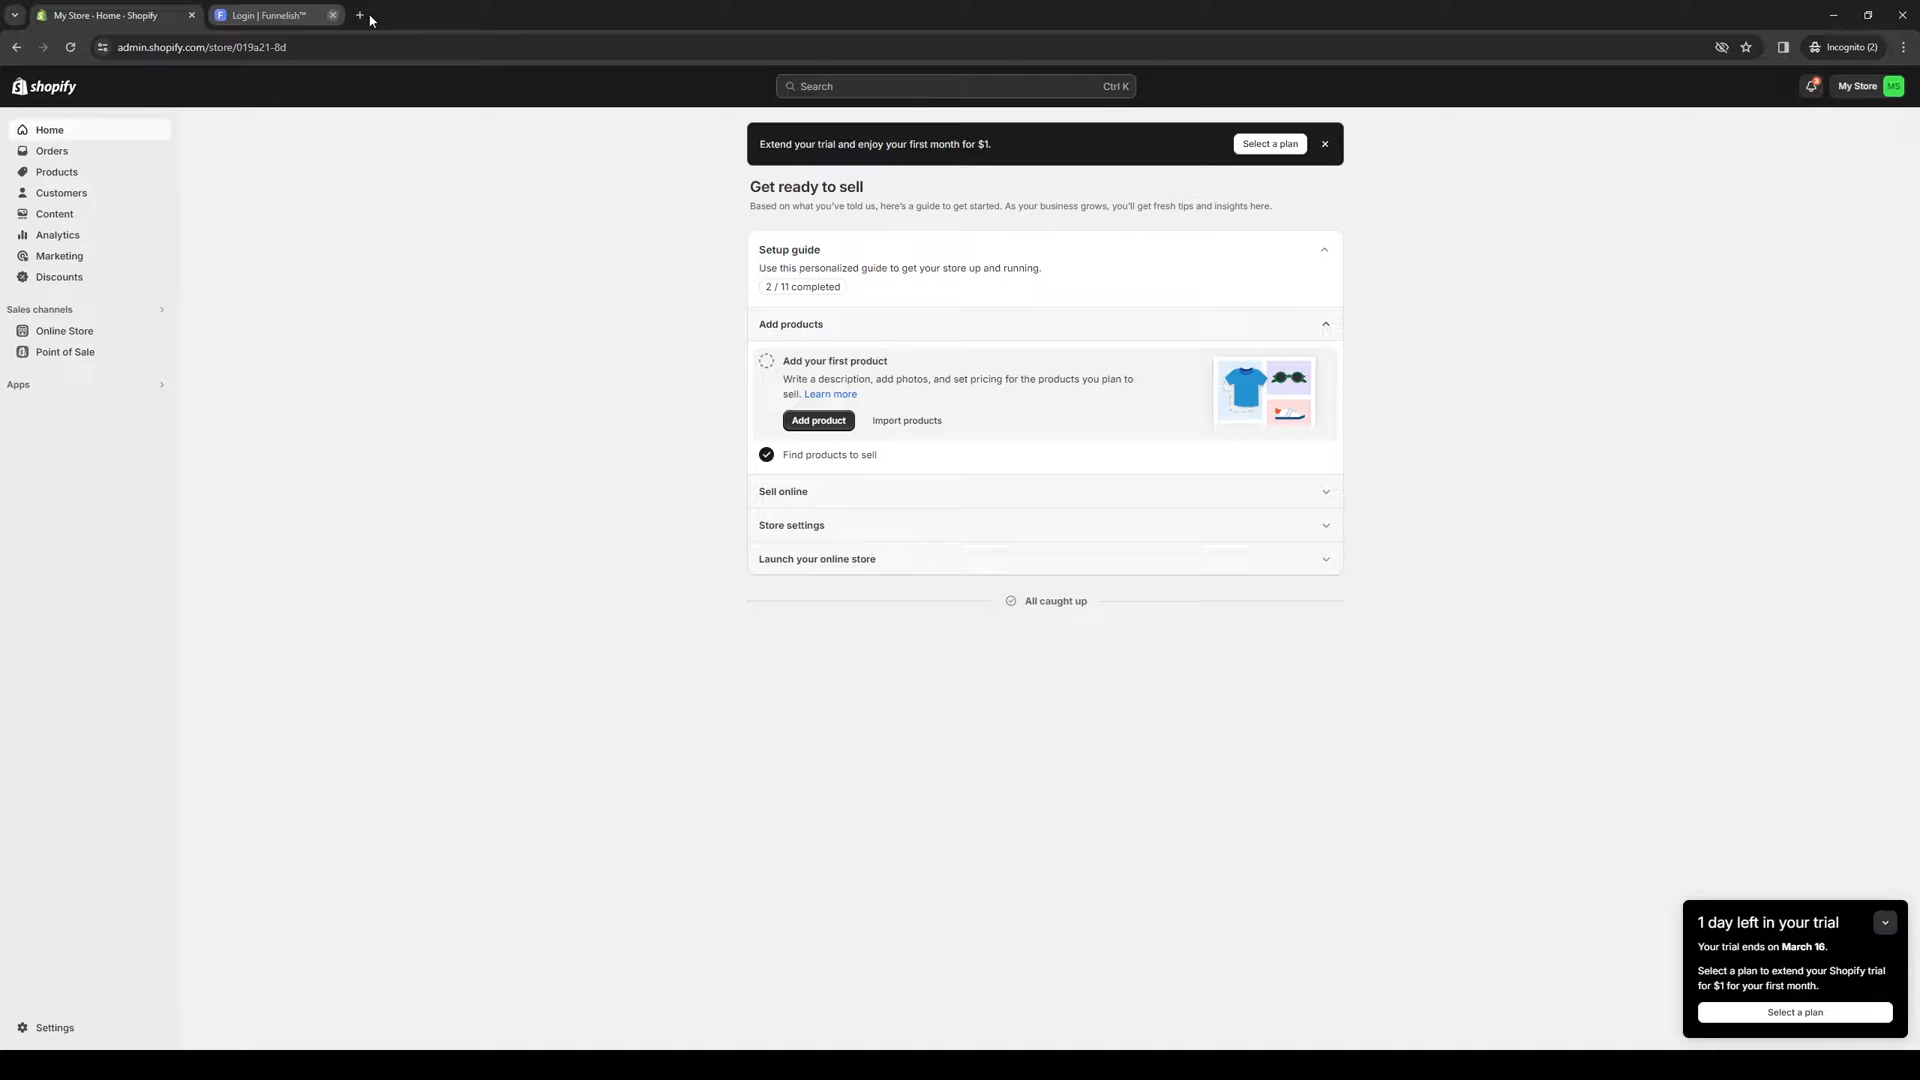 My Store · Home · Shopify
Login | Funnelish™
admin.shopify.com/store/019a21-8d
Incognito (2)
shopify
Search
Ctrl K
3
My Store
MS
Home
Orders
Products
Customers
Content
Analytics
Marketing
Discounts
Sales channels
Online Store
Point of Sale
Apps
Settings
Extend your trial and enjoy your first month for $1.
Select a plan
Get ready to sell
Based on what you've told us, here's a guide to get started. As your business grows, you'll get fresh tips and insights here.
Setup guide
Use this personalized guide to get your store up and running.
2 / 11 completed
Add products
Add your first product
Write a description, add photos, and set pricing for the products you plan to
sell. Learn more
Add product
Import products
Find products to sell
Sell online
Store settings
Launch your online store
All caught up
1 day left in your trial
Your trial ends on March 16.
Select a plan to extend your Shopify trial
for $1 for your first month.
Select a plan